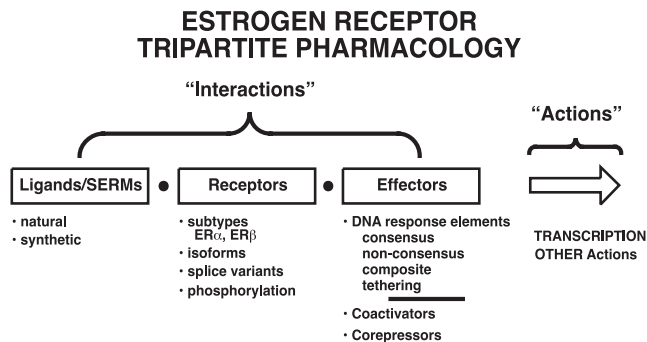 ESTROGEN RECEPTOR
TRIPARTITE PHARMACOLOGY
“Interactions”
“Actions”
Ligands/SERMs • Receptors • Effectors
· natural
· synthetic
· subtypes
ERα, ERβ
· isoforms
· splice variants
· phosphorylation
· DNA response elements
consensus
non-consensus
composite
tethering
· Coactivators
· Corepressors
TRANSCRIPTION
OTHER Actions